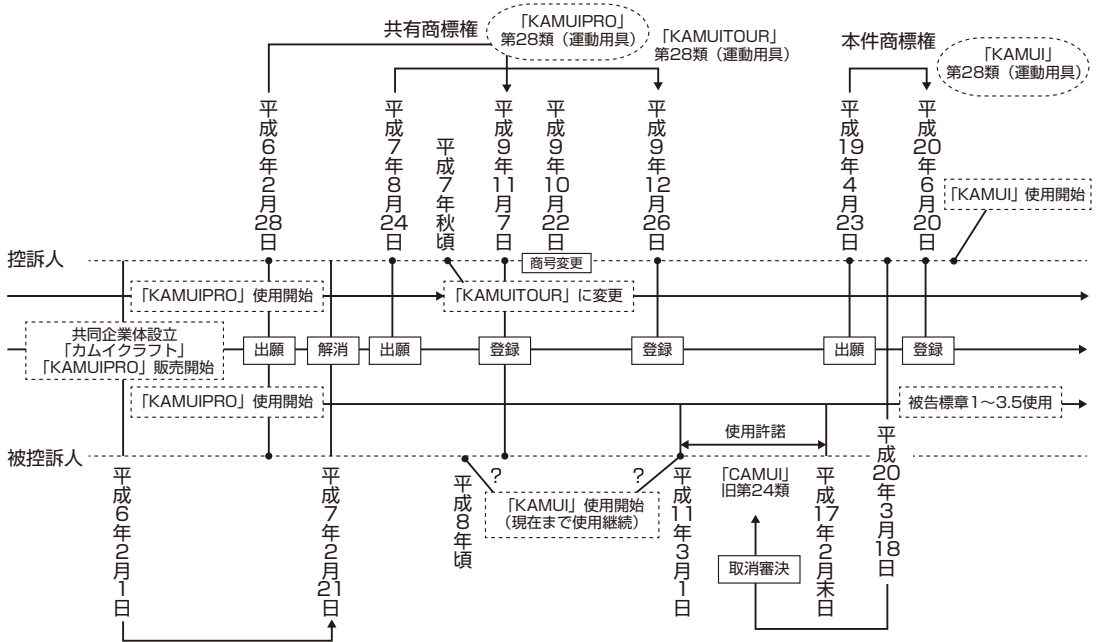 共有商標権
「KAMUIPRO」
第28類（運動用具）
「KAMUITOUR」
第28類（運動用具）
本件商標権
「KAMUI」
第28類（運動用具）
平成6年2月28日
平成7年8月24日
平成7年秋頃
平成9年11月7日
平成9年10月22日
平成9年12月26日
平成19年4月23日
平成20年6月20日
「KAMUI」使用開始
控訴人
商号変更
「KAMUIPRO」使用開始
「KAMUITOUR」に変更
共同企業体設立
「カムイクラフト」
「KAMUIPRO」販売開始
出願
解消
出願
登録
登録
出願
登録
「KAMUIPRO」使用開始
被告標章1～3.5使用
使用許諾
被控訴人
平成6年2月1日
平成7年2月21日
平成8年頃
?
「KAMUI」使用開始
（現在まで使用継続）
?
平成11年3月1日
「CAMUI」
旧第24類
取消審決
平成17年2月末日
平成20年3月18日